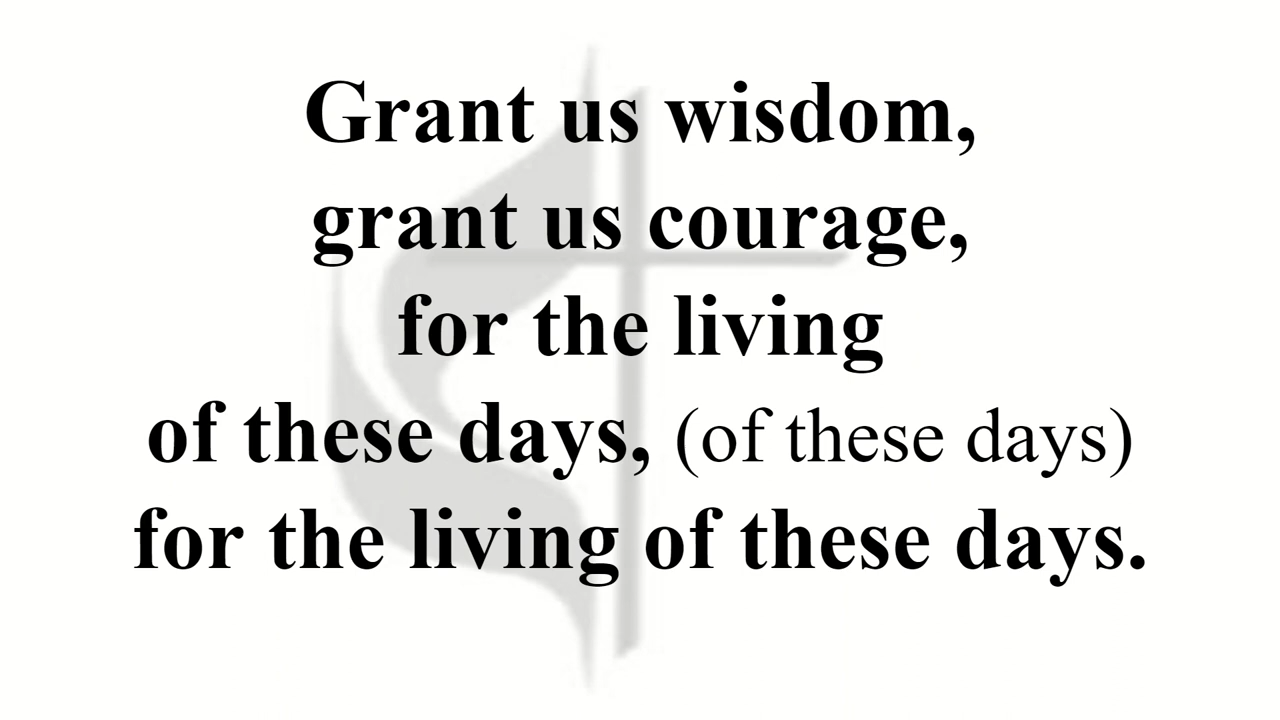 Grant us wisdom,
grant us courage,
for the living
of these days, (of these days)
for the living of these days.